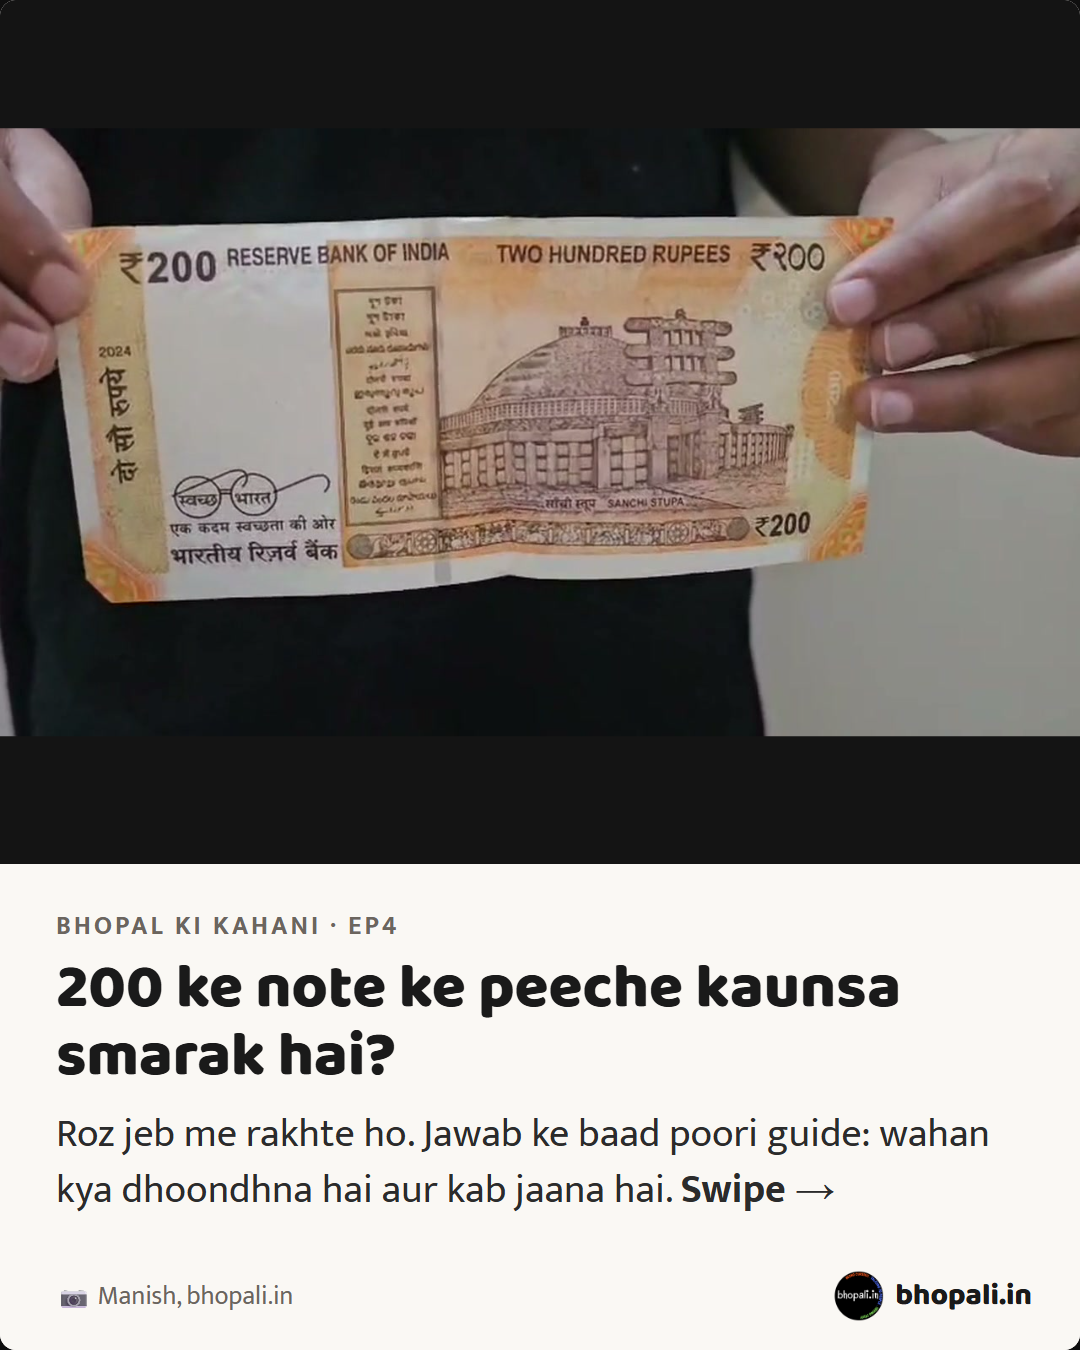 ₹200 RESERVE BANK OF INDIA TWO HUNDRED RUPEES ₹२००
2024
दो सौ रुपये
स्वच्छ भारत
एक कदम स्वच्छता की ओर
भारतीय रिज़र्व बैंक
साँची स्तूप SANCHI STUPA
₹200
BHOPAL KI KAHANI · EP4
200 ke note ke peeche kaunsa
smarak hai?
Roz jeb me rakhte ho. Jawab ke baad poori guide: wahan
kya dhoondhna hai aur kab jaana hai. Swipe →
Manish, bhopali.in
bhopali.in
bhopali.in